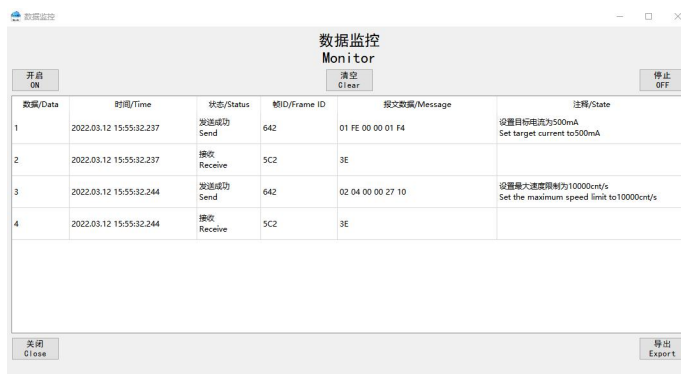 数据监控
数据监控
Monitor
开启
ON
清空
Clear
停止
OFF
数据/Data 时间/Time 状态/Status 帧ID/Frame ID 报文数据/Message 注释/State
1 2022.03.12 15:55:32.237 发送成功 Send 642 01 FE 00 00 01 F4 设置目标电流为500mA
Set target current to500mA
2 2022.03.12 15:55:32.237 接收 Receive 5C2 3E
3 2022.03.12 15:55:32.244 发送成功 Send 642 02 04 00 00 27 10 设置最大速度限制为10000cnt/s
Set the maximum speed limit to10000cnt/s
4 2022.03.12 15:55:32.244 接收 Receive 5C2 3E
关闭
Close
导出
Export